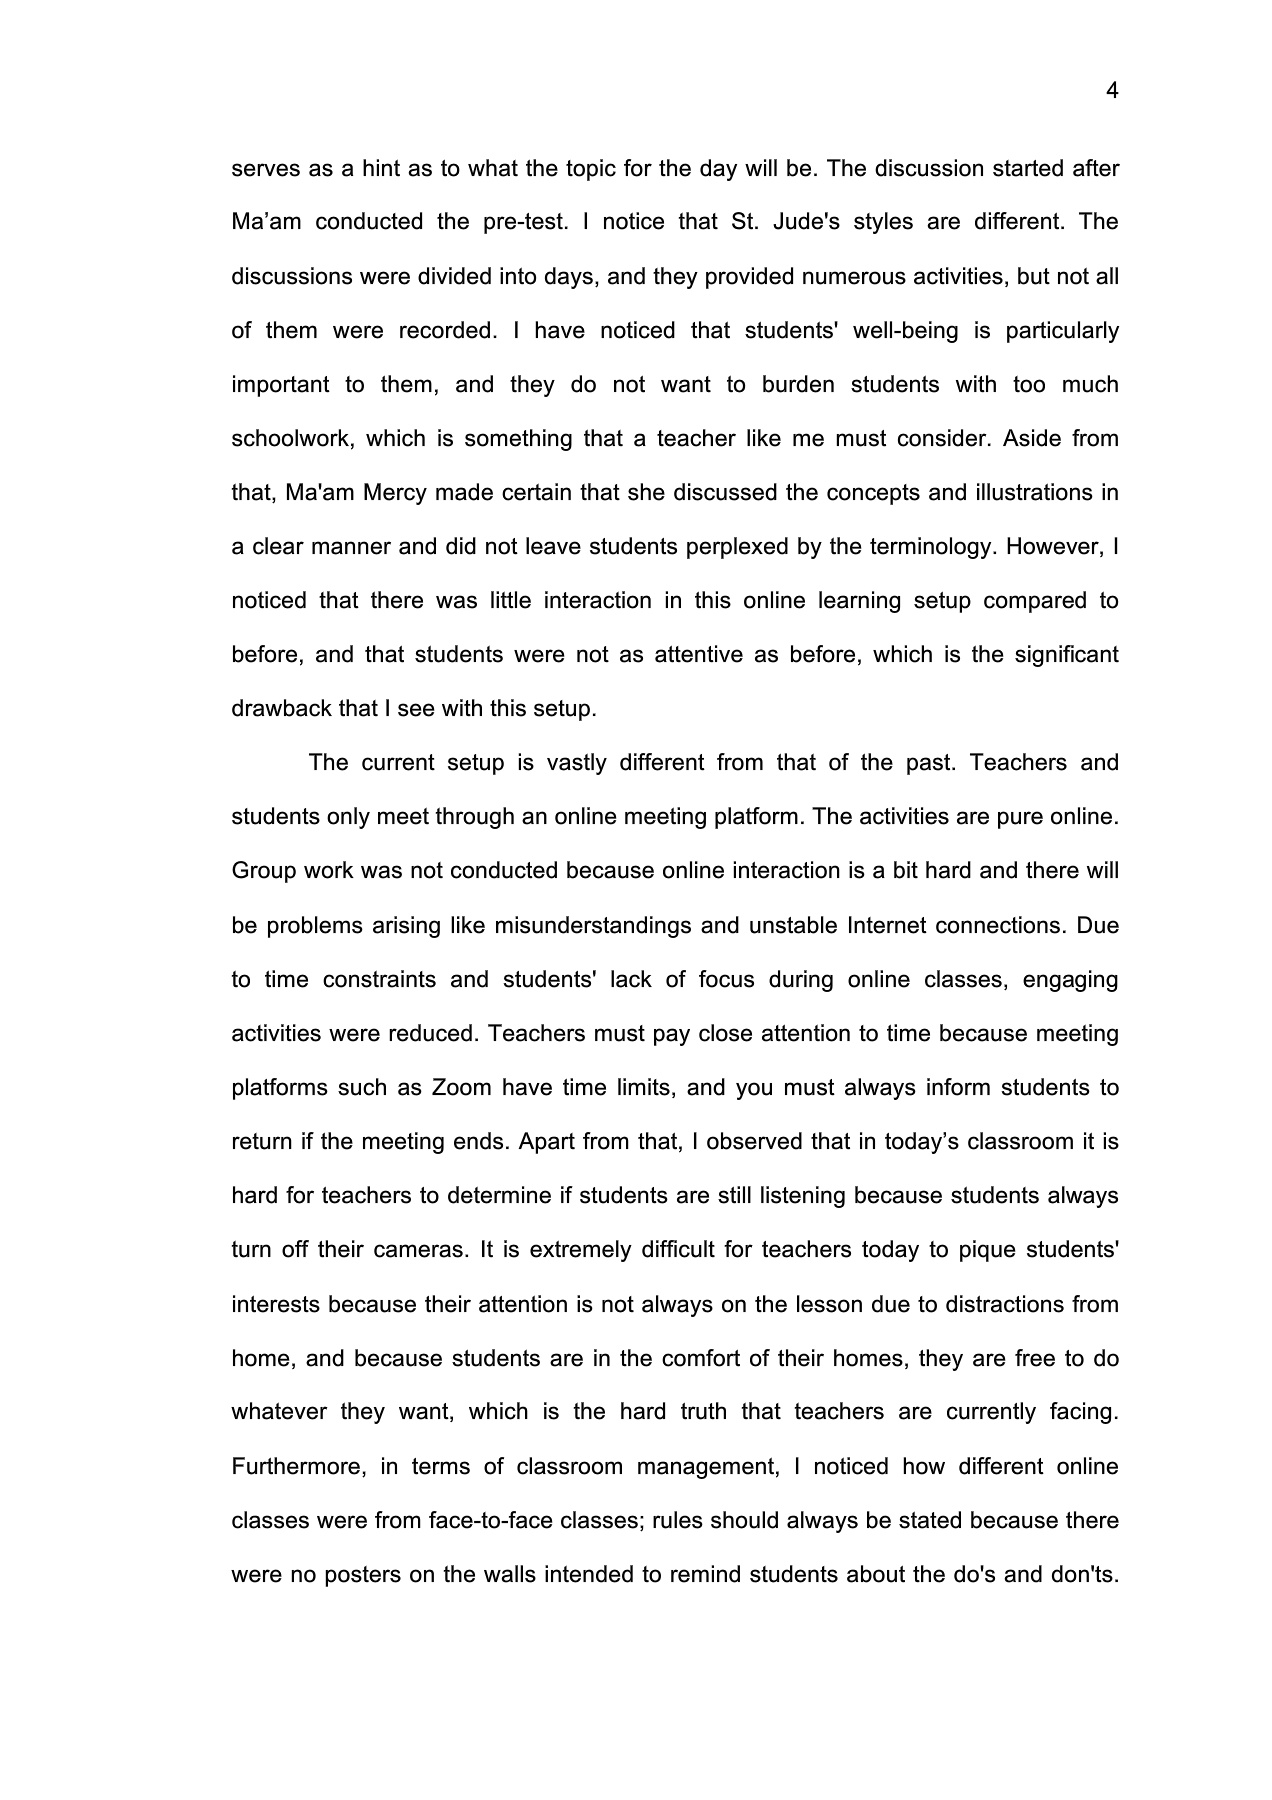 4
serves as a hint as to what the topic for the day will be. The discussion started after
Ma’am conducted the pre-test. I notice that St. Jude's styles are different. The
discussions were divided into days, and they provided numerous activities, but not all
of them were recorded. I have noticed that students' well-being is particularly
important to them, and they do not want to burden students with too much
schoolwork, which is something that a teacher like me must consider. Aside from
that, Ma'am Mercy made certain that she discussed the concepts and illustrations in
a clear manner and did not leave students perplexed by the terminology. However, I
noticed that there was little interaction in this online learning setup compared to
before, and that students were not as attentive as before, which is the significant
drawback that I see with this setup.
The current setup is vastly different from that of the past. Teachers and
students only meet through an online meeting platform. The activities are pure online.
Group work was not conducted because online interaction is a bit hard and there will
be problems arising like misunderstandings and unstable Internet connections. Due
to time constraints and students' lack of focus during online classes, engaging
activities were reduced. Teachers must pay close attention to time because meeting
platforms such as Zoom have time limits, and you must always inform students to
return if the meeting ends. Apart from that, I observed that in today’s classroom it is
hard for teachers to determine if students are still listening because students always
turn off their cameras. It is extremely difficult for teachers today to pique students'
interests because their attention is not always on the lesson due to distractions from
home, and because students are in the comfort of their homes, they are free to do
whatever they want, which is the hard truth that teachers are currently facing.
Furthermore, in terms of classroom management, I noticed how different online
classes were from face-to-face classes; rules should always be stated because there
were no posters on the walls intended to remind students about the do's and don'ts.